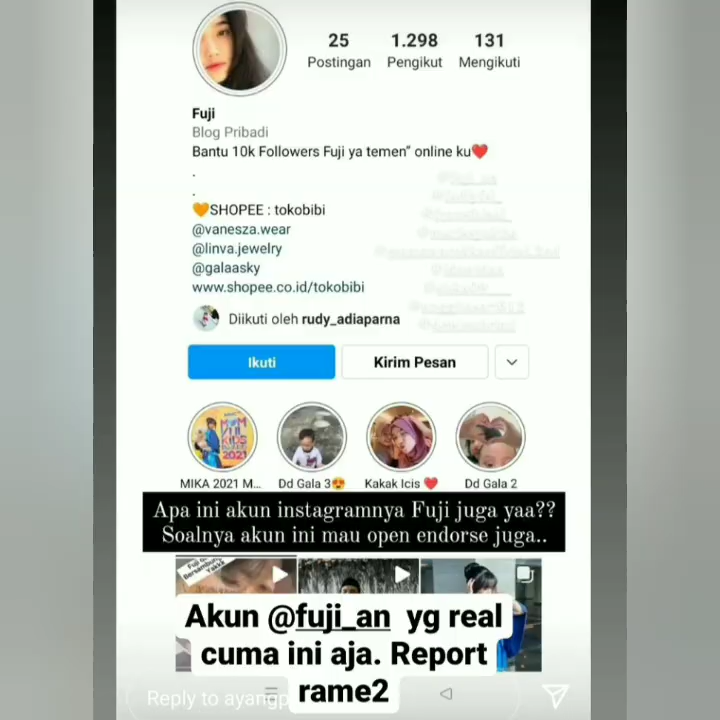 25 1.298 131
Postingan Pengikut Mengikuti
Fuji
Blog Pribadi
Bantu 10k Followers Fuji ya temen” online ku❤️
.
.
🧡SHOPEE : tokobibi
@vanesza.wear
@linva.jewelry
@galaasky
www.shopee.co.id/tokobibi
Diikuti oleh rudy_adiaparna
Ikuti Kirim Pesan
MIKA 2021 M... Dd Gala 3😍 Kakak Icis ❤️ Dd Gala 2
Apa ini akun instagramnya Fuji juga yaa??
Soalnya akun ini mau open endorse juga..
Akun @fuji_an yg real
cuma ini aja. Report
rame2
Reply to